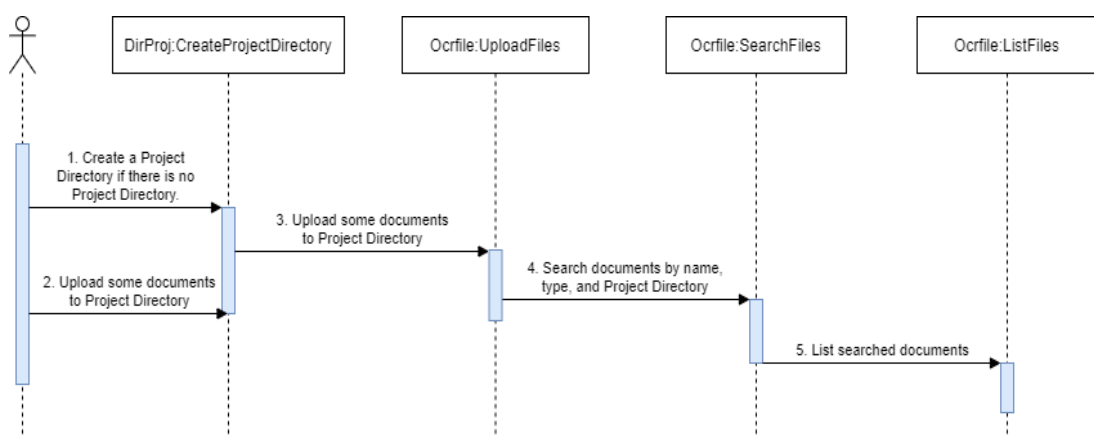 DirProj:CreateProjectDirectory
Ocrfile:UploadFiles
Ocrfile:SearchFiles
Ocrfile:ListFiles
1. Create a Project
Directory if there is no
Project Directory.
3. Upload some documents
to Project Directory
2. Upload some documents
to Project Directory
4. Search documents by name,
type, and Project Directory
5. List searched documents